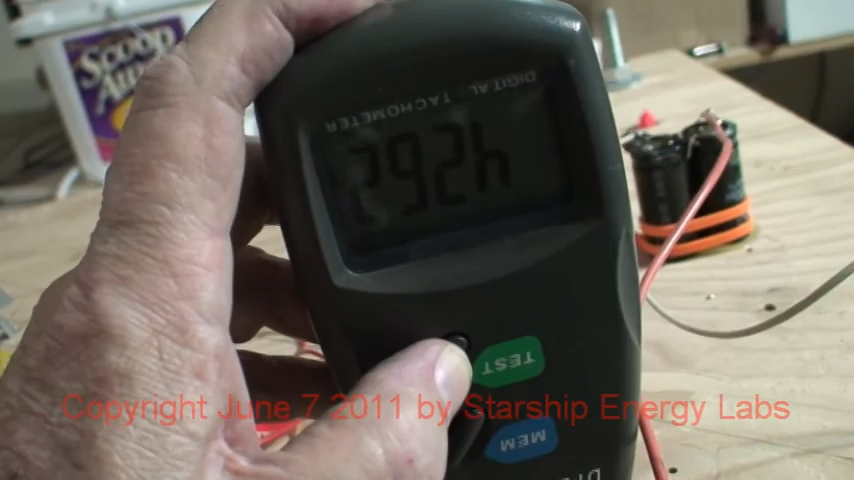 Scoop
DIGITAL TACHOMETER
TEST
MEM
Copyright June 7 2011 by Starship Energy Labs